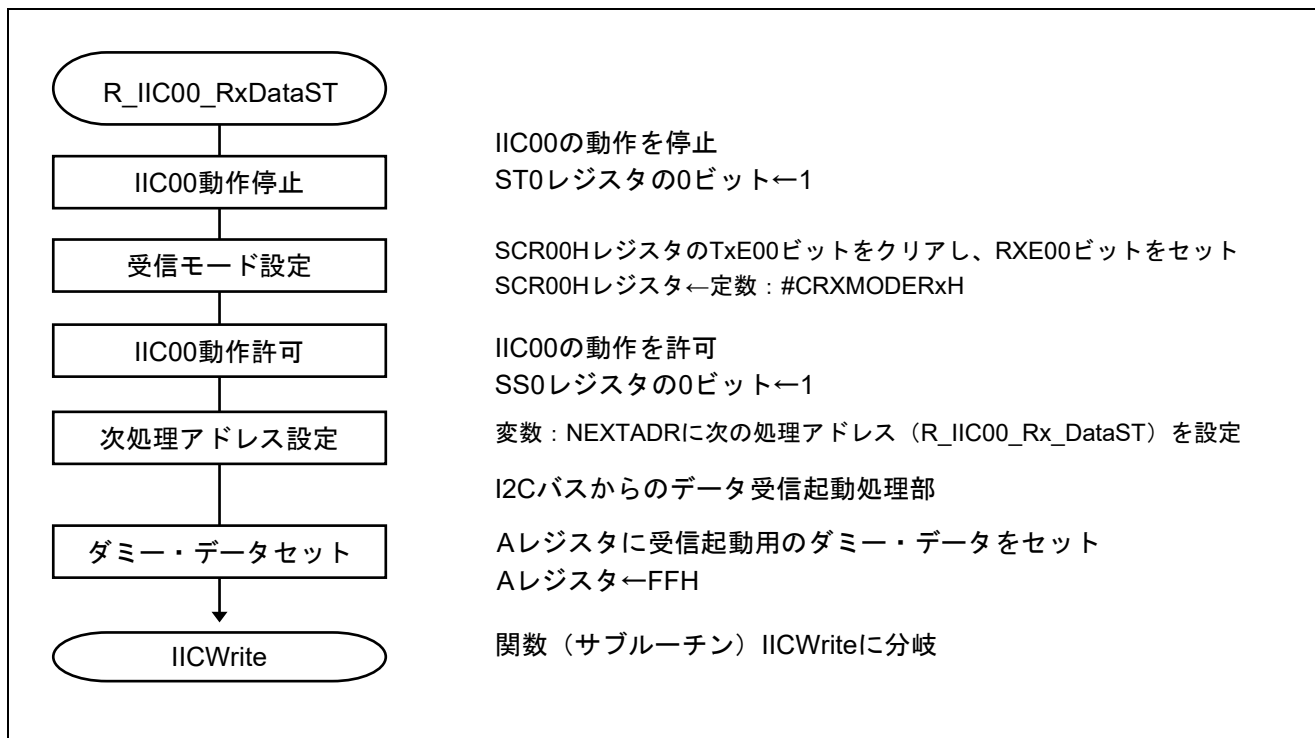 R_IIC00_RxDataST
IIC00の動作を停止
IIC00動作停止
ST0レジスタの0ビット←1
SCR00HレジスタのTxE00ビットをクリアし、RXE00ビットをセット
受信モード設定
SCR00Hレジスタ←定数：#CRXMODERxH
IIC00動作許可
IIC00の動作を許可
SS0レジスタの0ビット←1
次処理アドレス設定
変数：NEXTADRに次の処理アドレス（R_IIC00_Rx_DataST）を設定
I2Cバスからのデータ受信起動処理部
ダミー・データセット
Aレジスタに受信起動用のダミー・データをセット
Aレジスタ←FFH
IICWrite
関数（サブルーチン）IICWriteに分岐